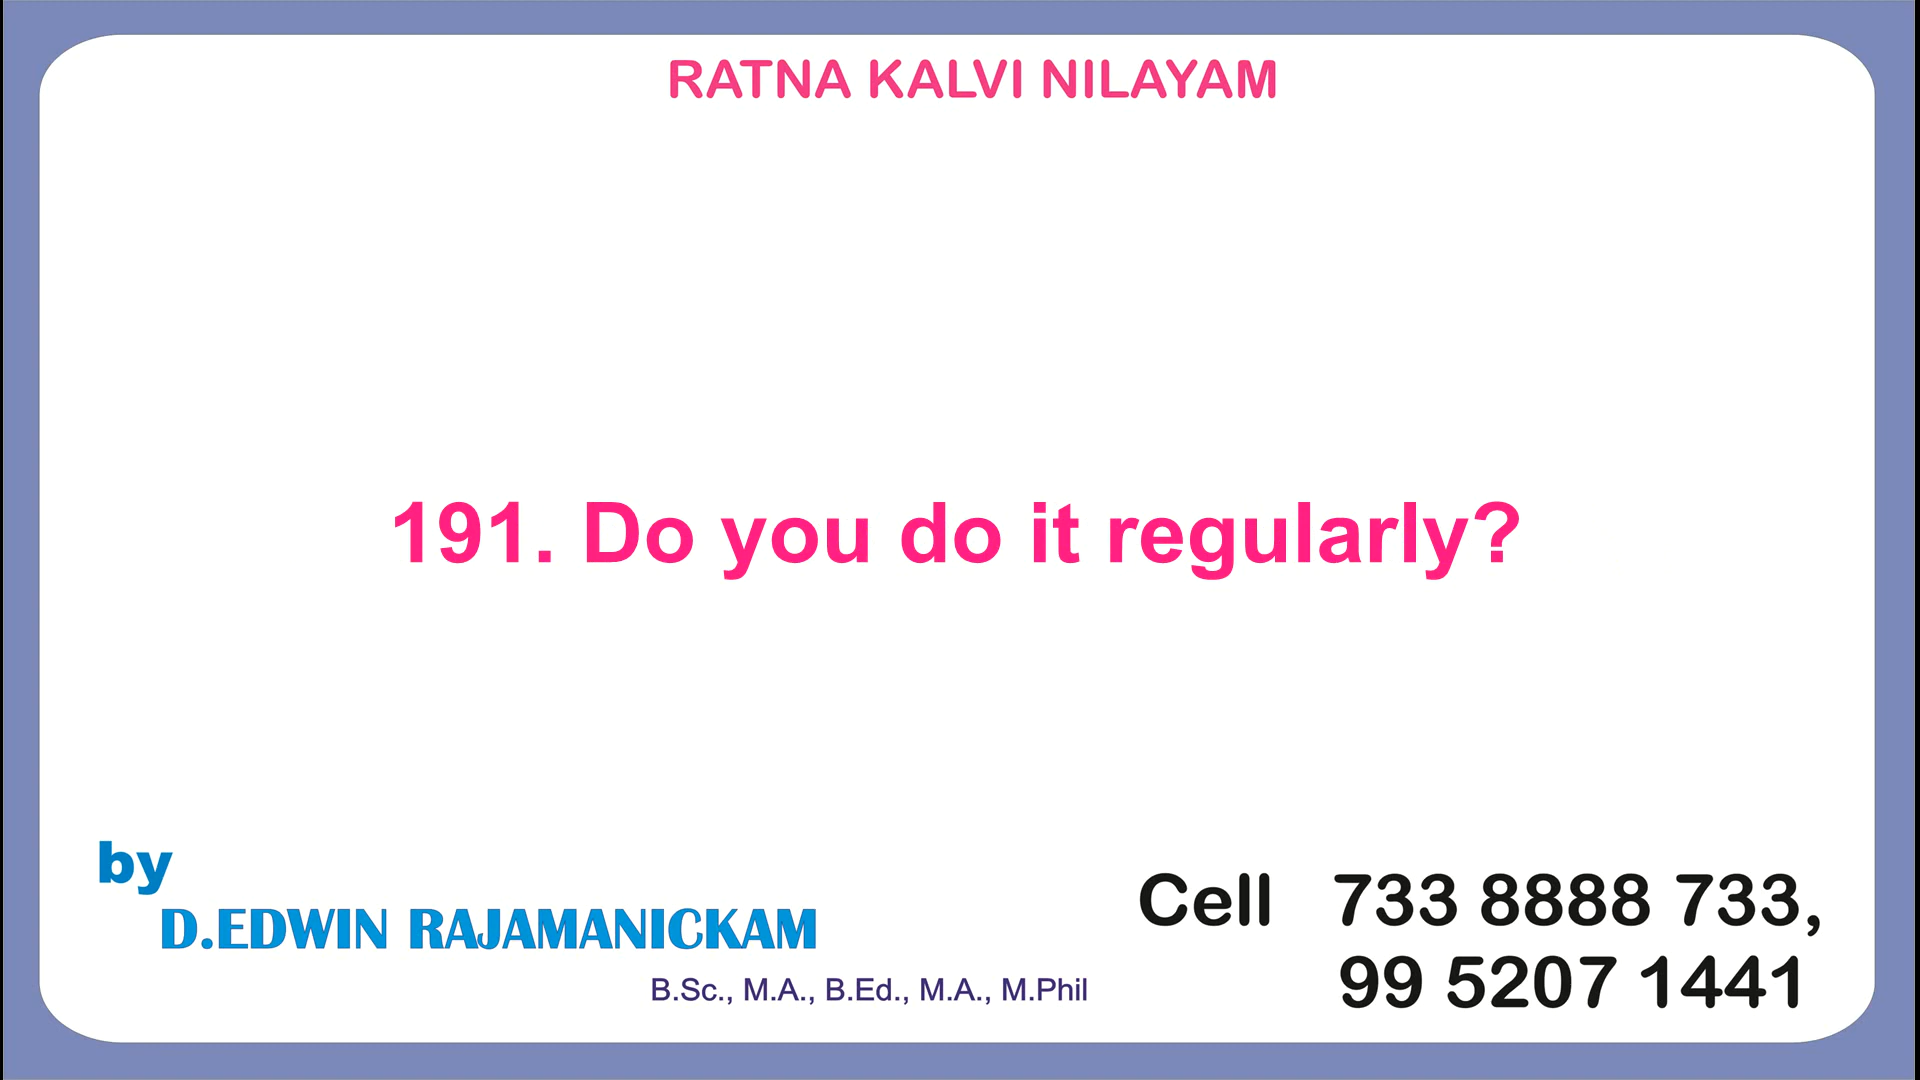 RATNA KALVI NILAYAM
191. Do you do it regularly?
by
D.EDWIN RAJAMANICKAM
B.Sc., M.A., B.Ed., M.A., M.Phil
Cell 733 8888 733,
99 5207 1441